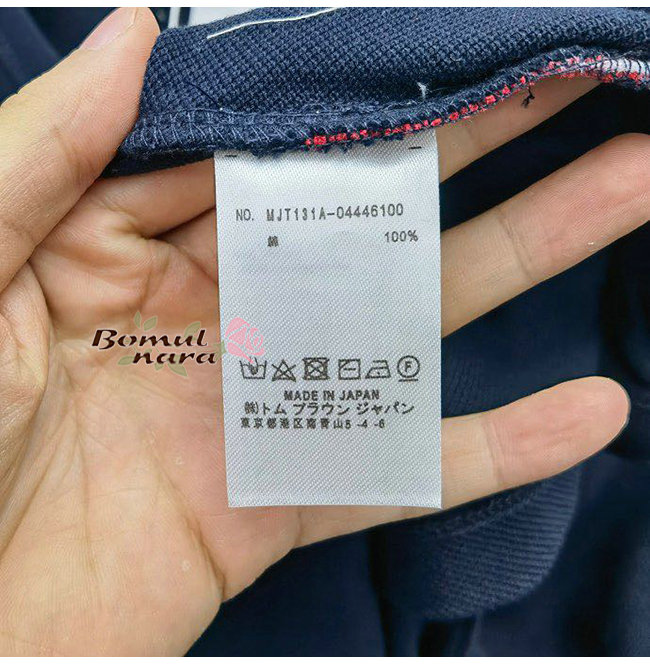 NO. MJT131A-04446100
綿 100%
Bomul
nara
MADE IN JAPAN
㈱トム ブラウン ジャパン
東京都港区南青山5-4-6